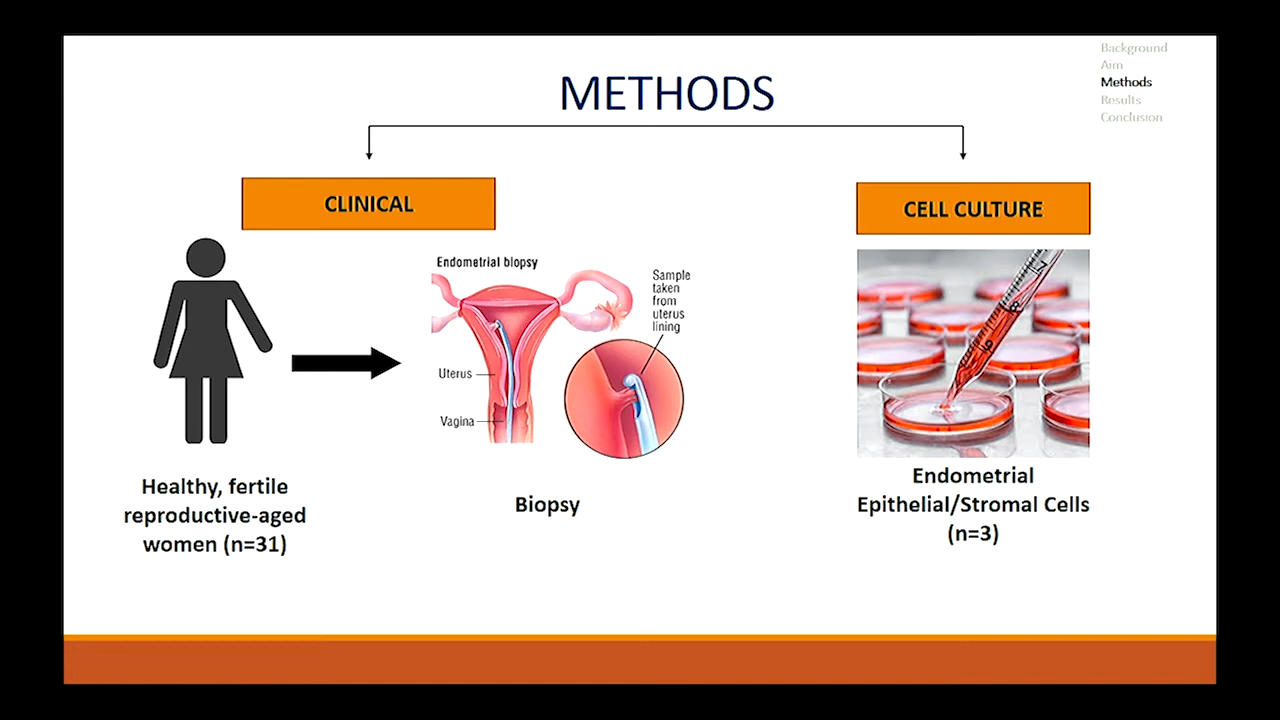 Background
Aim
Methods
Results
Conclusion
METHODS
CLINICAL
CELL CULTURE
Endometrial biopsy
Sample
taken
from
uterus
lining
Uterus
Vagina
Healthy, fertile
reproductive-aged
women (n=31)
Biopsy
Endometrial
Epithelial/Stromal Cells
(n=3)